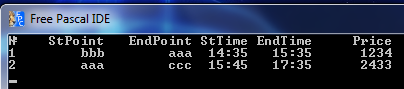 Free Pascal IDE
№ StPoint EndPoint StTime EndTime Price
1 bbb aaa 14:35 15:35 1234
2 aaa ccc 15:45 17:35 2433